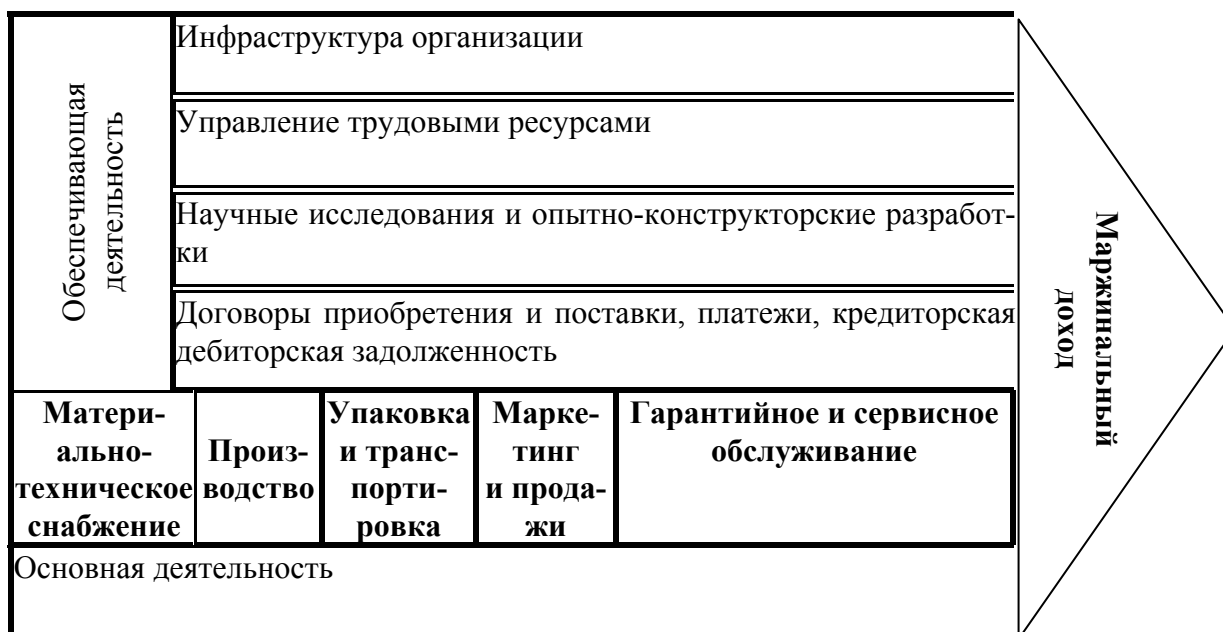 Обеспечивающая
деятельность
Инфраструктура организации
Управление трудовыми ресурсами
Научные исследования и опытно-конструкторские разработ-
ки
Договоры приобретения и поставки, платежи, кредиторская
дебиторская задолженность
Матери-
ально-
техническое
снабжение
Произ-
водство
Упаковка
и транс-
порти-
ровка
Марке-
тинг
и прода-
жи
Гарантийное и сервисное
обслуживание
Основная деятельность
Маржинальный
доход